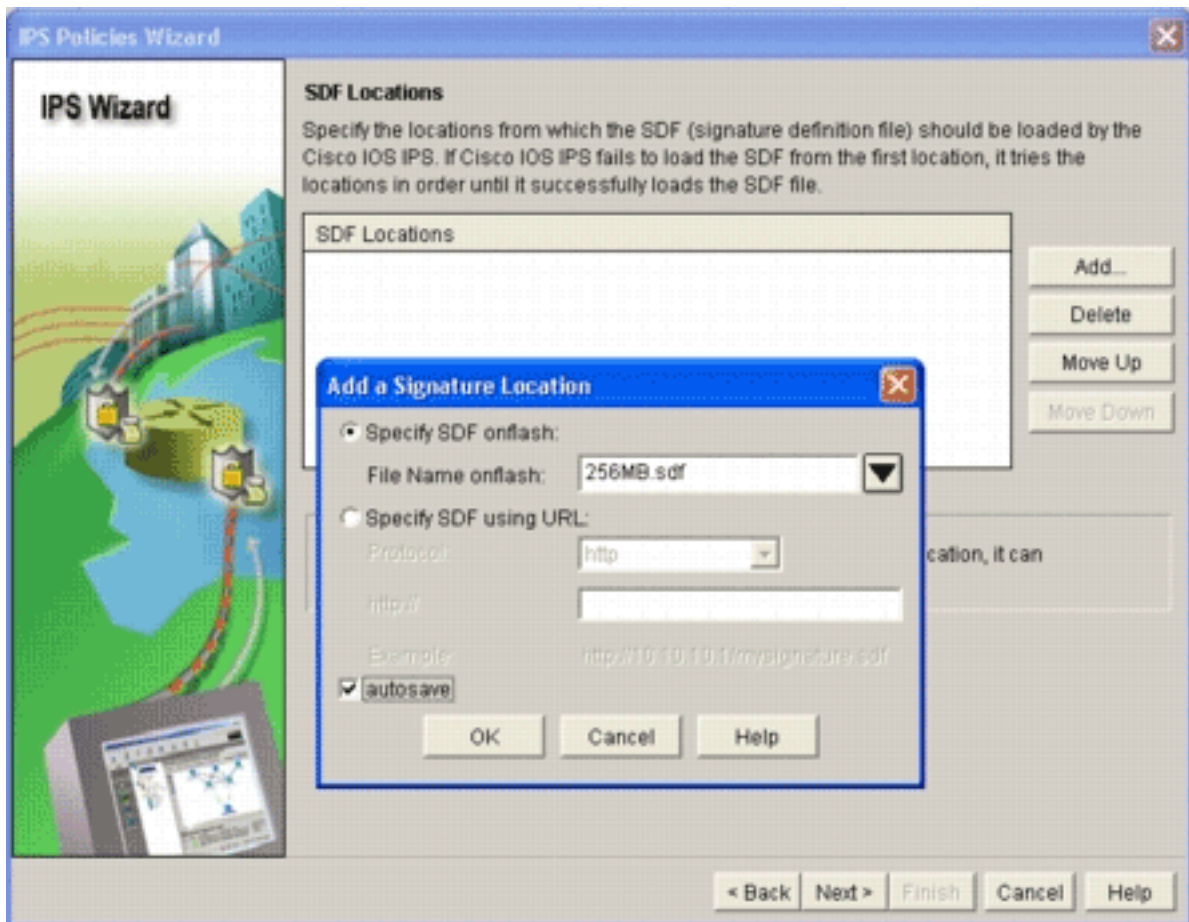 IPS Policies Wizard
IPS Wizard
SDF Locations
Specify the locations from which the SDF (signature definition file) should be loaded by the
Cisco IOS IPS. If Cisco IOS IPS fails to load the SDF from the first location, it tries the
locations in order until it successfully loads the SDF file.
SDF Locations
Add...
Delete
Move Up
Move Down
Add a Signature Location
Specify SDF onflash:
File Name onflash: 256MB.sdf
Specify SDF using URL:
Protocol: http
cation, it can
http://
Example: http://10.10.10.1/mysignature.sdf
autosave
OK Cancel Help
< Back Next > Finish Cancel Help